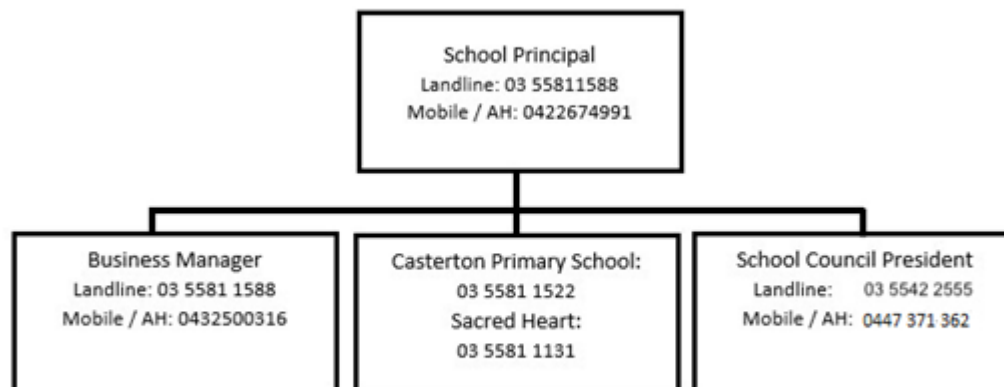 School Principal
Landline: 03 55811588
Mobile / AH: 0422674991
Business Manager
Landline: 03 5581 1588
Mobile / AH: 0432500316
Casterton Primary School:
03 5581 1522
Sacred Heart:
03 5581 1131
School Council President
Landline: 03 5542 2555
Mobile / AH: 0447 371 362